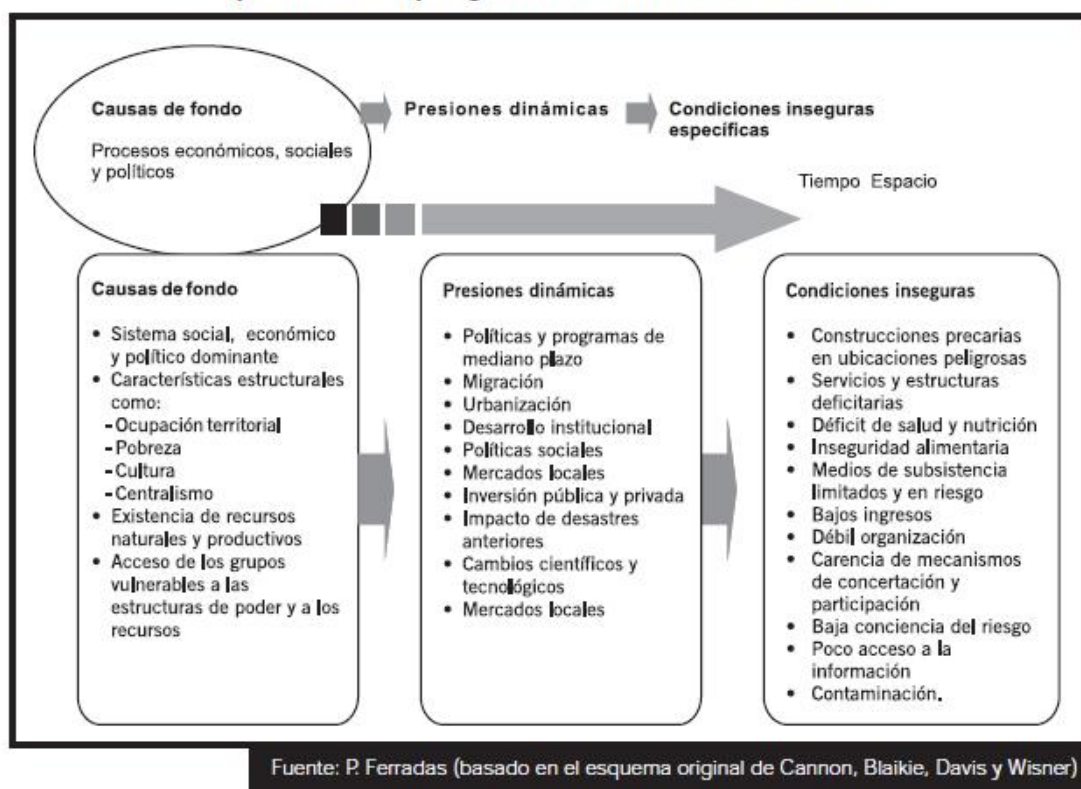 Causas de fondo
Procesos económicos, sociales
y políticos
Presiones dinámicas
Condiciones inseguras
específicas
Tiempo Espacio
Causas de fondo
• Sistema social, económico
y político dominante
• Características estructurales
como:
- Ocupación territorial
- Pobreza
- Cultura
- Centralismo
• Existencia de recursos
naturales y productivos
• Acceso de los grupos
vulnerables a las
estructuras de poder y a los
recursos
Presiones dinámicas
• Políticas y programas de
mediano plazo
• Migración
• Urbanización
• Desarrollo institucional
• Políticas sociales
• Mercados locales
• Inversión pública y privada
• Impacto de desastres
anteriores
• Cambios científicos y
tecnológicos
• Mercados locales
Condiciones inseguras
• Construcciones precarias
en ubicaciones peligrosas
• Servicios y estructuras
deficitarias
• Déficit de salud y nutrición
• Inseguridad alimentaria
• Medios de subsistencia
limitados y en riesgo
• Bajos ingresos
• Débil organización
• Carencia de mecanismos
de concertación y
participación
• Baja conciencia del riesgo
• Poco acceso a la
información
• Contaminación.
Fuente: P. Ferradas (basado en el esquema original de Cannon, Blaikie, Davis y Wisner)